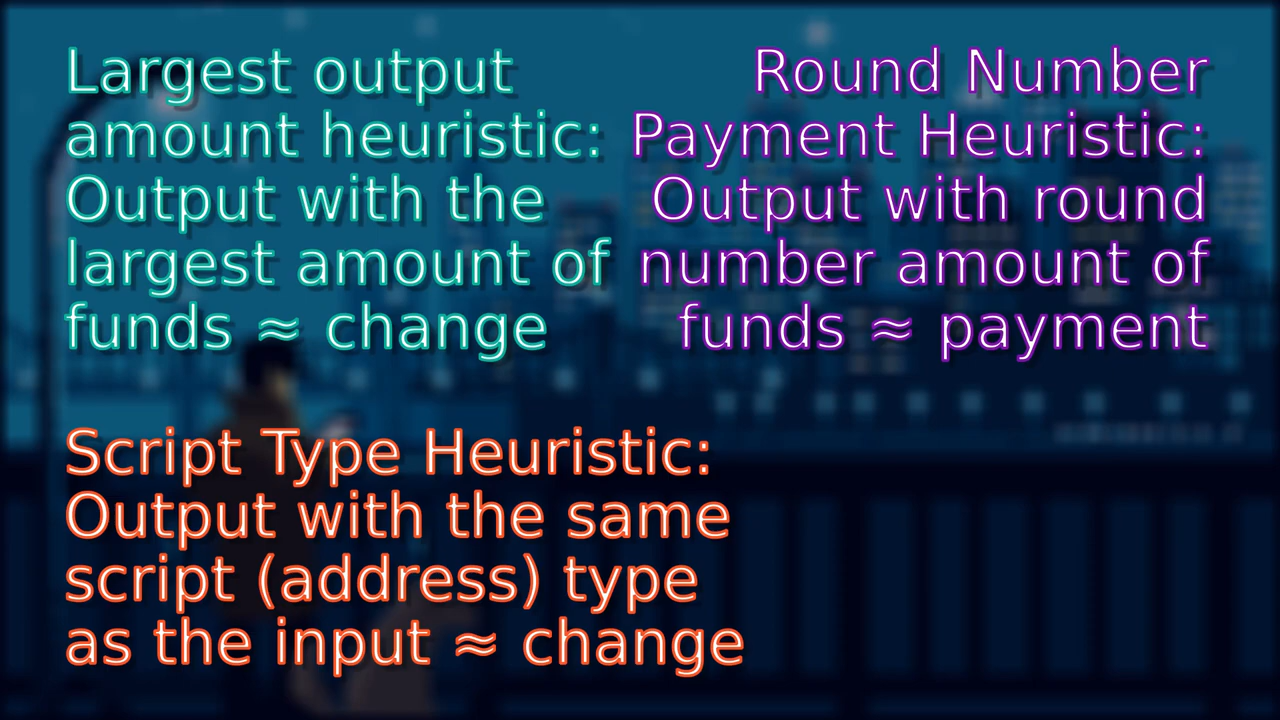 Largest output
amount heuristic:
Output with the
largest amount of
funds ≈ change
Round Number
Payment Heuristic:
Output with round
number amount of
funds ≈ payment
Script Type Heuristic:
Output with the same
script (address) type
as the input ≈ change